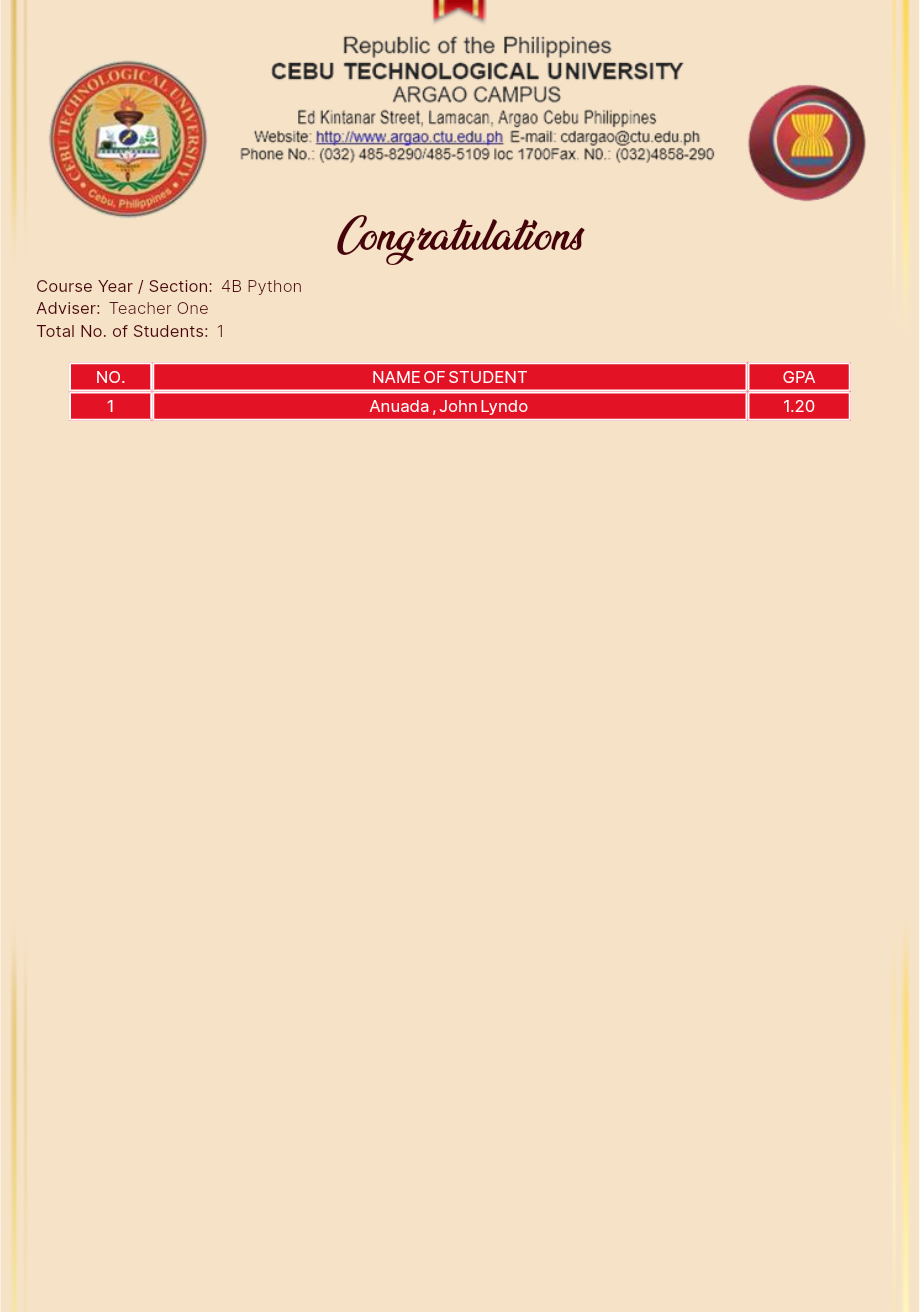 Republic of the Philippines
CEBU TECHNOLOGICAL UNIVERSITY
ARGAO CAMPUS
Ed Kintanar Street, Lamacan, Argao Cebu Philippines
Website: http://www.argao.ctu.edu.ph E-mail: cdargao@ctu.edu.ph
Phone No.: (032) 485-8290/485-5109 loc 1700Fax. N0.: (032)4858-290
CEBU TECHNOLOGICAL UNIVERSITY
Cebu, Philippines
Congratulations
Course Year / Section: 4B Python
Adviser: Teacher One
Total No. of Students: 1
NO. NAME OF STUDENT GPA
1 Anuada , John Lyndo 1.20